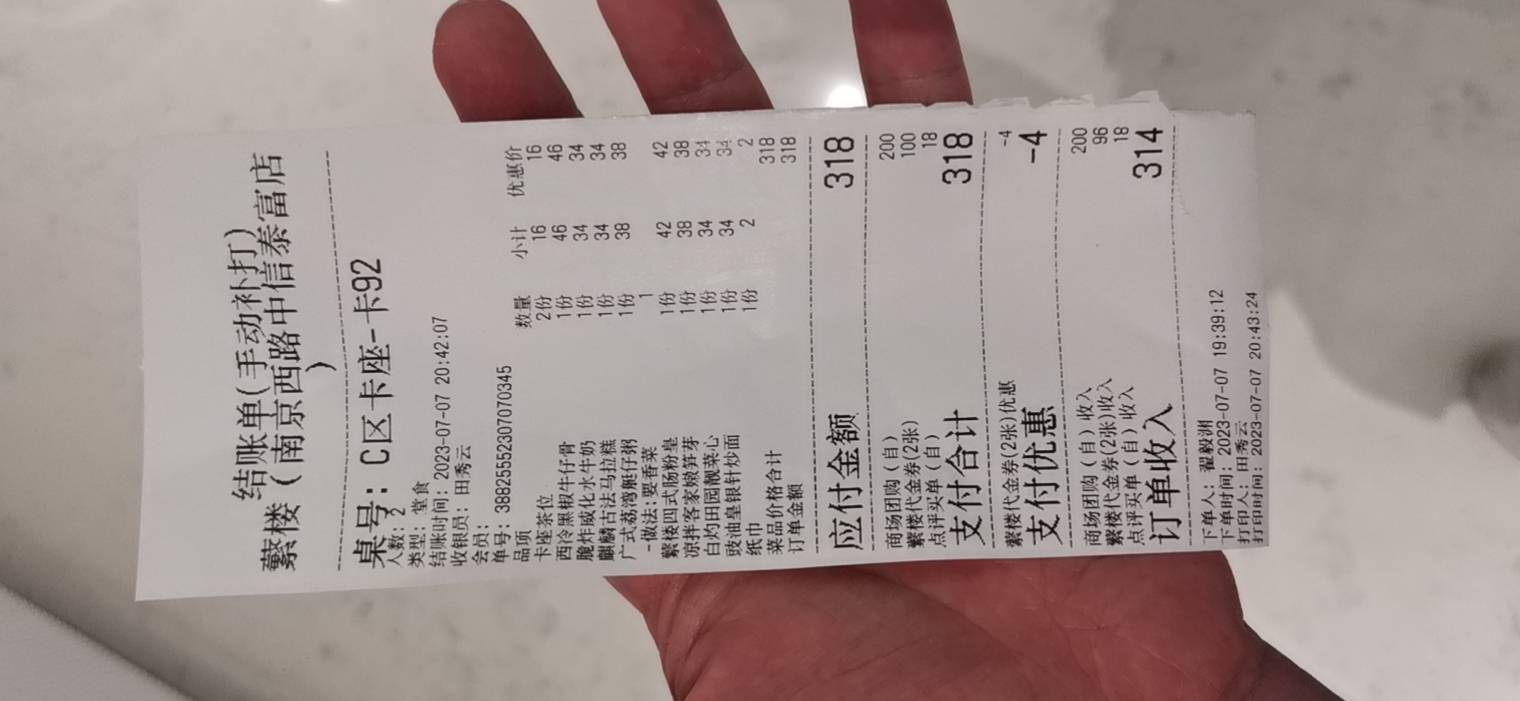 结账单(手动补打)
蘩楼(南京西路中信泰富店
)
桌号: C区卡座-卡92
人数: 2
类型: 堂食
结账时间: 2023-07-07 20:42:07
收银员: 田秀云
会员:
单号: 38825552307070345
品项 数量 小计 优惠价
卡座茶位 2份 16 16
西冷黑椒牛仔骨 1份 46 46
脆炸威化水牛奶 1份 34 34
麒麟古法马拉糕 1份 34 34
广式荔湾艇仔粥 1份 38 38
-做法:要香菜 1
蘩楼四式肠粉皇 1份 42 42
凉拌客家嫩笋芽 1份 38 38
白灼田园靓菜心 1份 34 34
豉油皇银针炒面 1份 34 34
纸巾 1份 2 2
菜品价格合计 318
订单金额 318
应付金额 318
商场团购(自) 200
蘩楼代金券(2张) 100
点评买单(自) 18
支付合计 318
蘩楼代金券(2张)优惠 -4
支付优惠 -4
商场团购(自)收入 200
蘩楼代金券(2张)收入 96
点评买单(自)收入 18
订单收入 314
下单人:
下单时间: 2023-07-07 19:39:12
打印人: 田秀云
打印时间: 2023-07-07 20:43:24